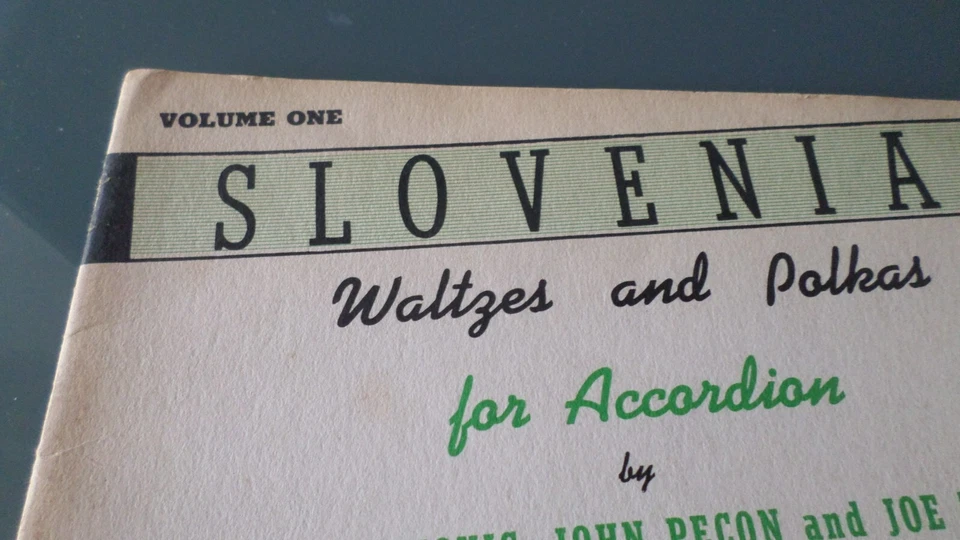 VOLUME ONE
SLOVENIA
Waltzes and Polkas
for Accordion
by
JOHN PECON and JOE